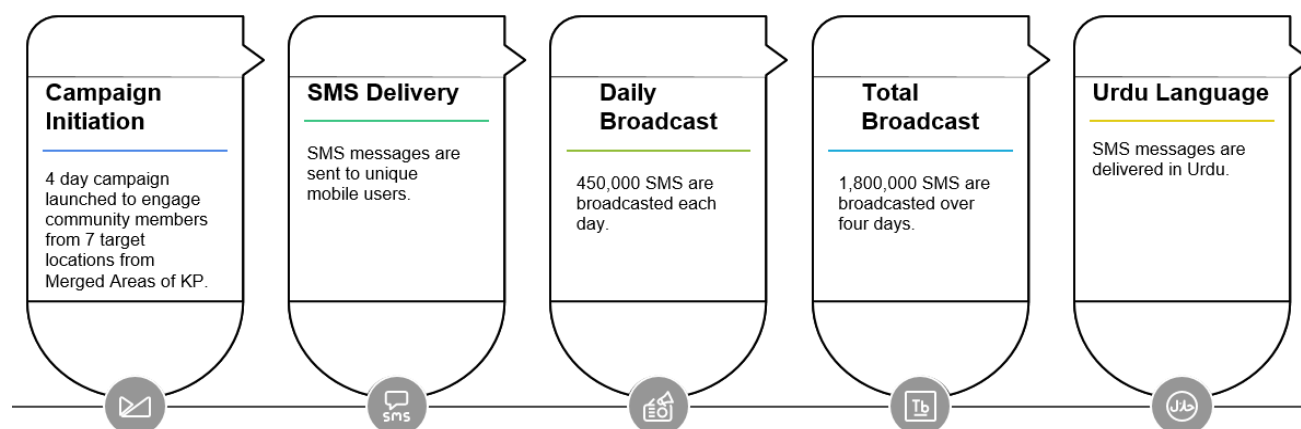 Campaign
Initiation
4 day campaign
launched to engage
community members
from 7 target
locations from
Merged Areas of KP.
SMS Delivery
SMS messages are
sent to unique
mobile users.
Daily
Broadcast
450,000 SMS are
broadcasted each
day.
Total
Broadcast
1,800,000 SMS are
broadcasted over
four days.
Urdu Language
SMS messages are
delivered in Urdu.
sms
Tb
حلال